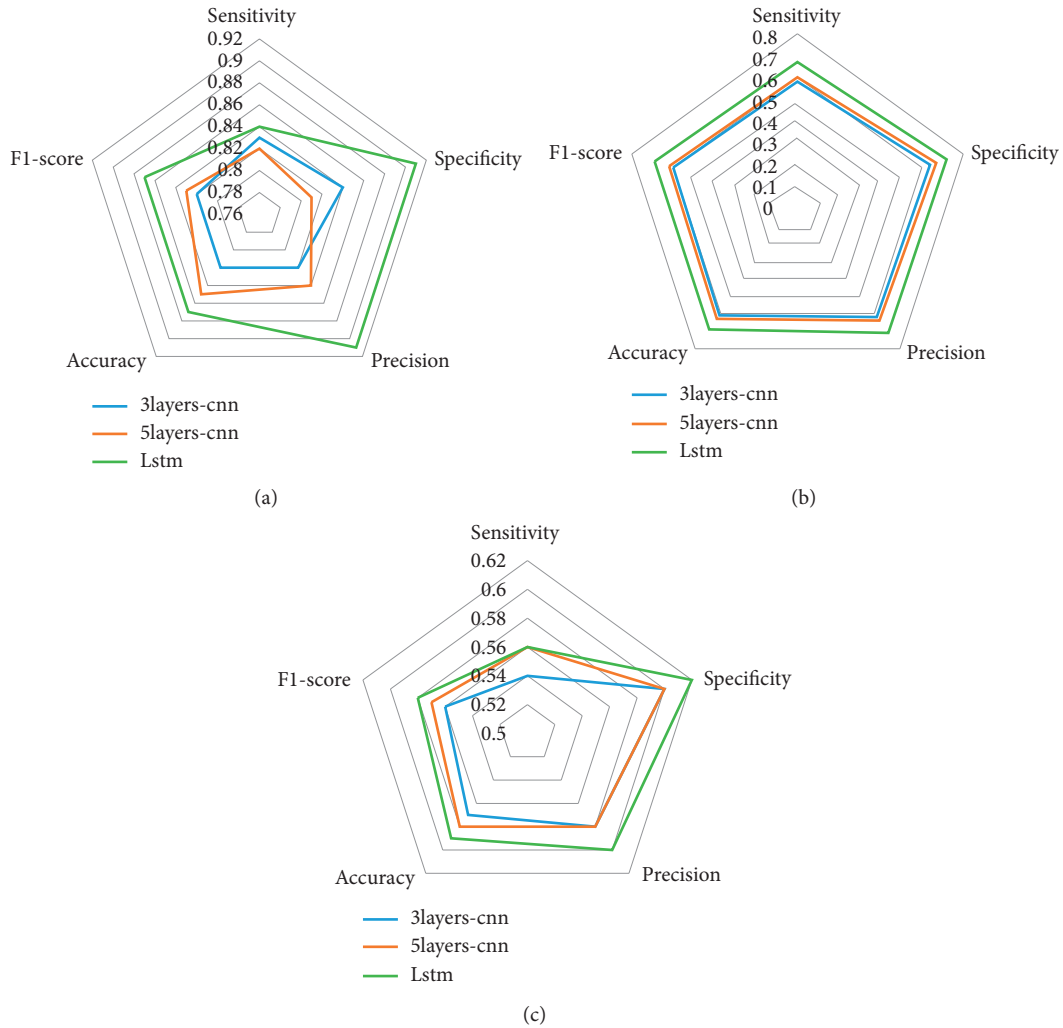 Sensitivity
0.92
0.9
0.88
0.86
0.84
0.82
0.8
0.78
0.76
F1-score
Specificity
Accuracy
Precision
3layers-cnn
5layers-cnn
Lstm
(a)
Sensitivity
0.8
0.7
0.6
0.5
0.4
0.3
0.2
0.1
0
F1-score
Specificity
Accuracy
Precision
3layers-cnn
5layers-cnn
Lstm
(b)
Sensitivity
0.62
0.6
0.58
0.56
0.54
0.52
0.5
F1-score
Specificity
Accuracy
Precision
3layers-cnn
5layers-cnn
Lstm
(c)